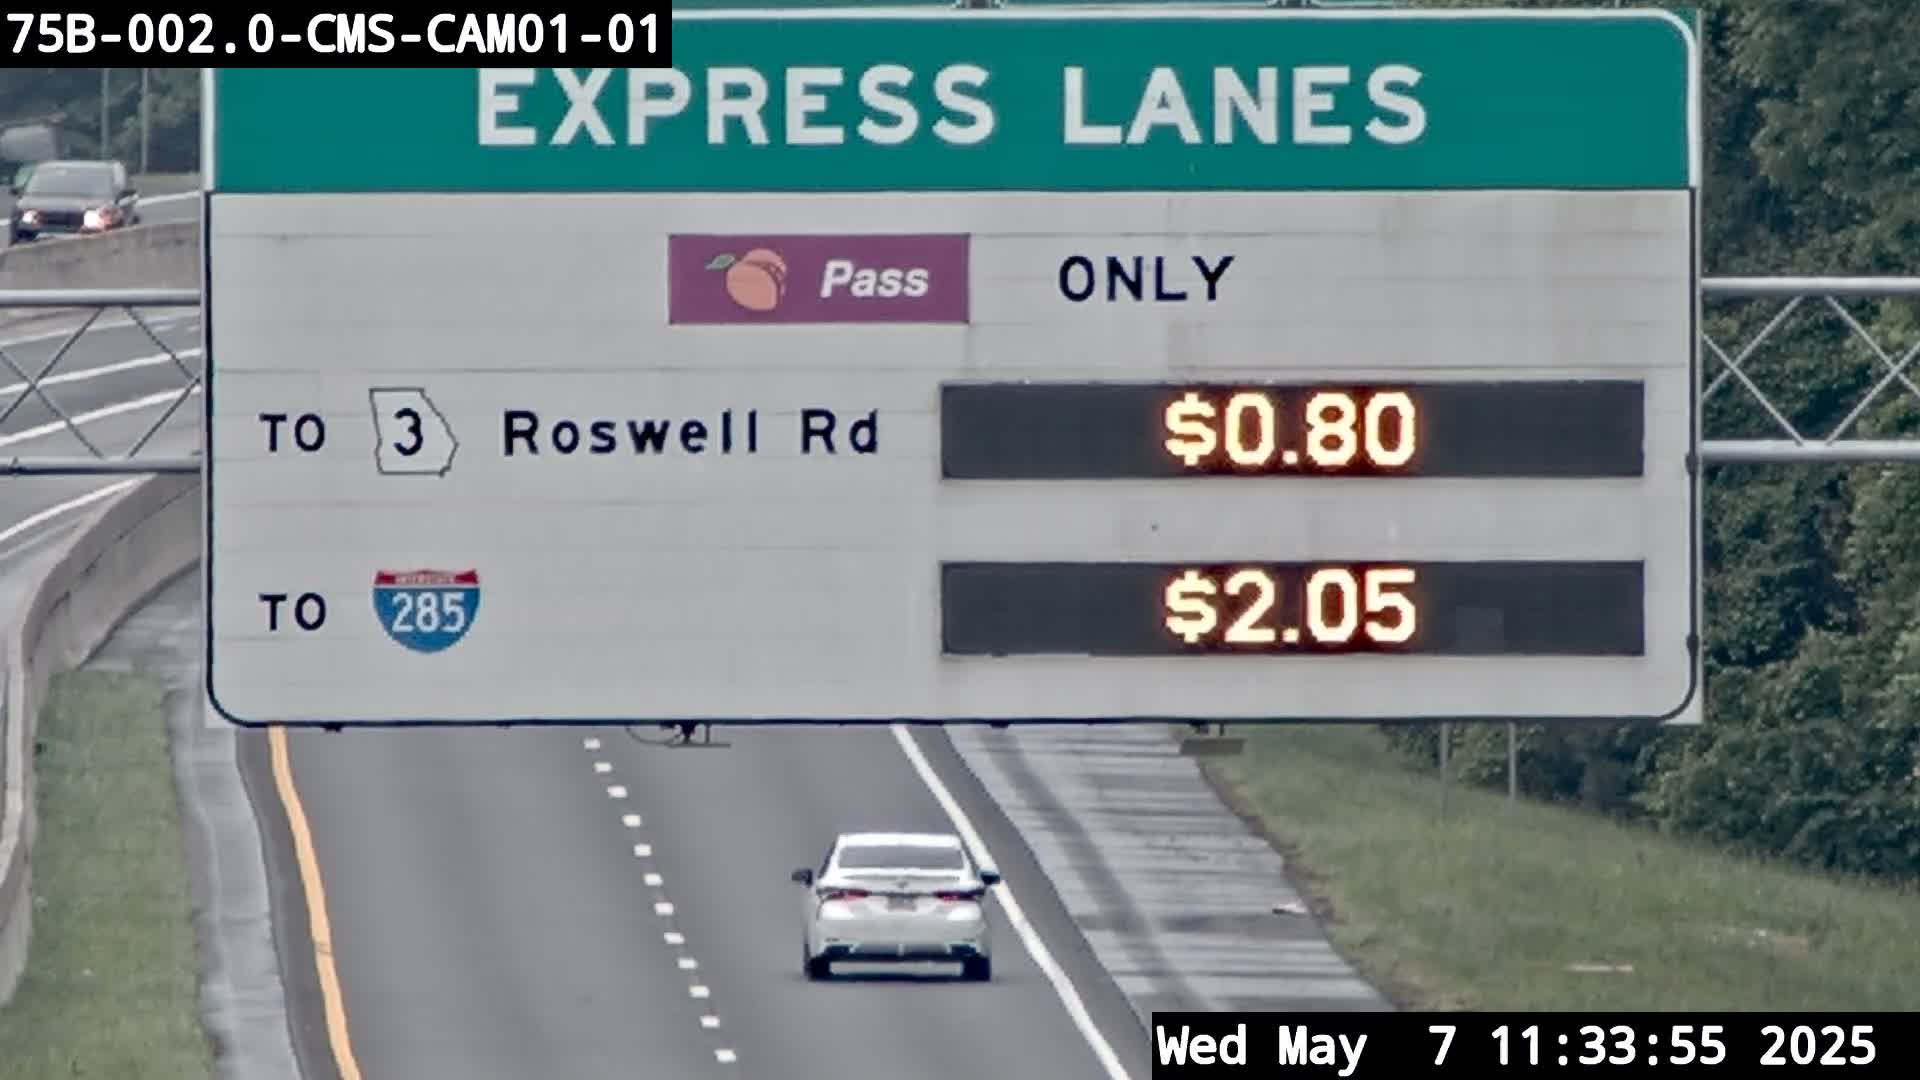 75B-002.0-CMS-CAM01-01
EXPRESS LANES
Pass ONLY
TO 3 Roswell Rd $0.80
TO INTERSTATE 285 $2.05
Wed May 7 11:33:55 2025